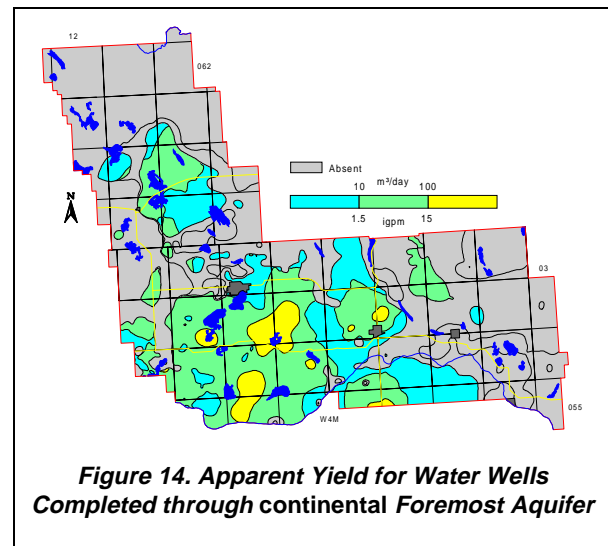 12
062
N
Absent
10 m³/day 100
1.5 igpm 15
03
055
W4M
Figure 14. Apparent Yield for Water Wells
Completed through continental Foremost Aquifer